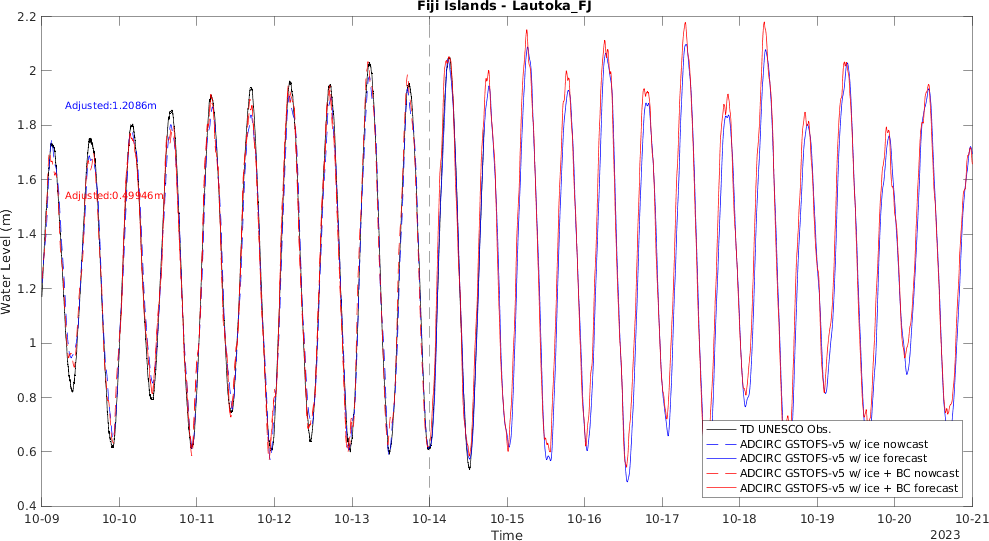 Fiji Islands - Lautoka_FJ
2.2
2
1.8
1.6
1.4
1.2
1
0.8
0.6
0.4
Water Level (m)
Adjusted:1.2086m
Adjusted:0.49946m
TD UNESCO Obs.
ADCIRC GSTOFS-v5 w/ ice nowcast
ADCIRC GSTOFS-v5 w/ ice forecast
ADCIRC GSTOFS-v5 w/ ice + BC nowcast
ADCIRC GSTOFS-v5 w/ ice + BC forecast
10-09 10-10 10-11 10-12 10-13 10-14 10-15 10-16 10-17 10-18 10-19 10-20 10-21
Time
2023